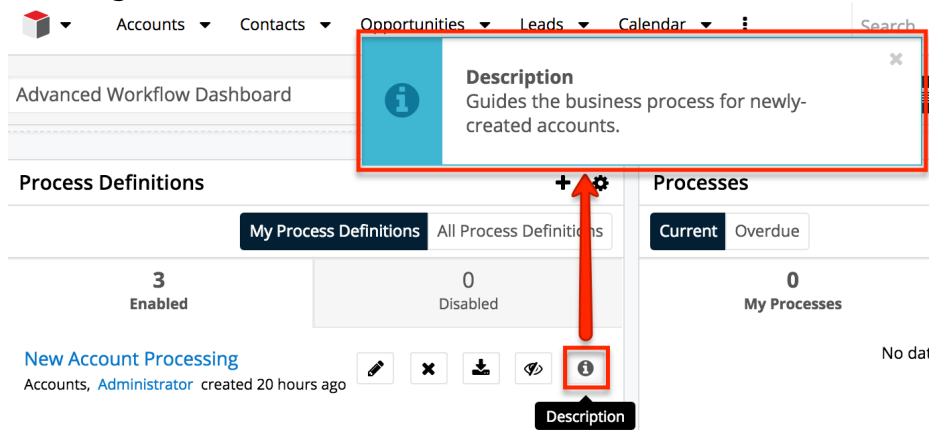 Accounts Contacts Opportunities Leads Calendar Search
Description
Guides the business process for newly-
created accounts.
Advanced Workflow Dashboard
Process Definitions
Processes
My Process Definitions All Process Definitions
Current Overdue
3
Enabled
0
Disabled
0
My Processes
New Account Processing
Accounts, Administrator created 20 hours ago
Description
No dat